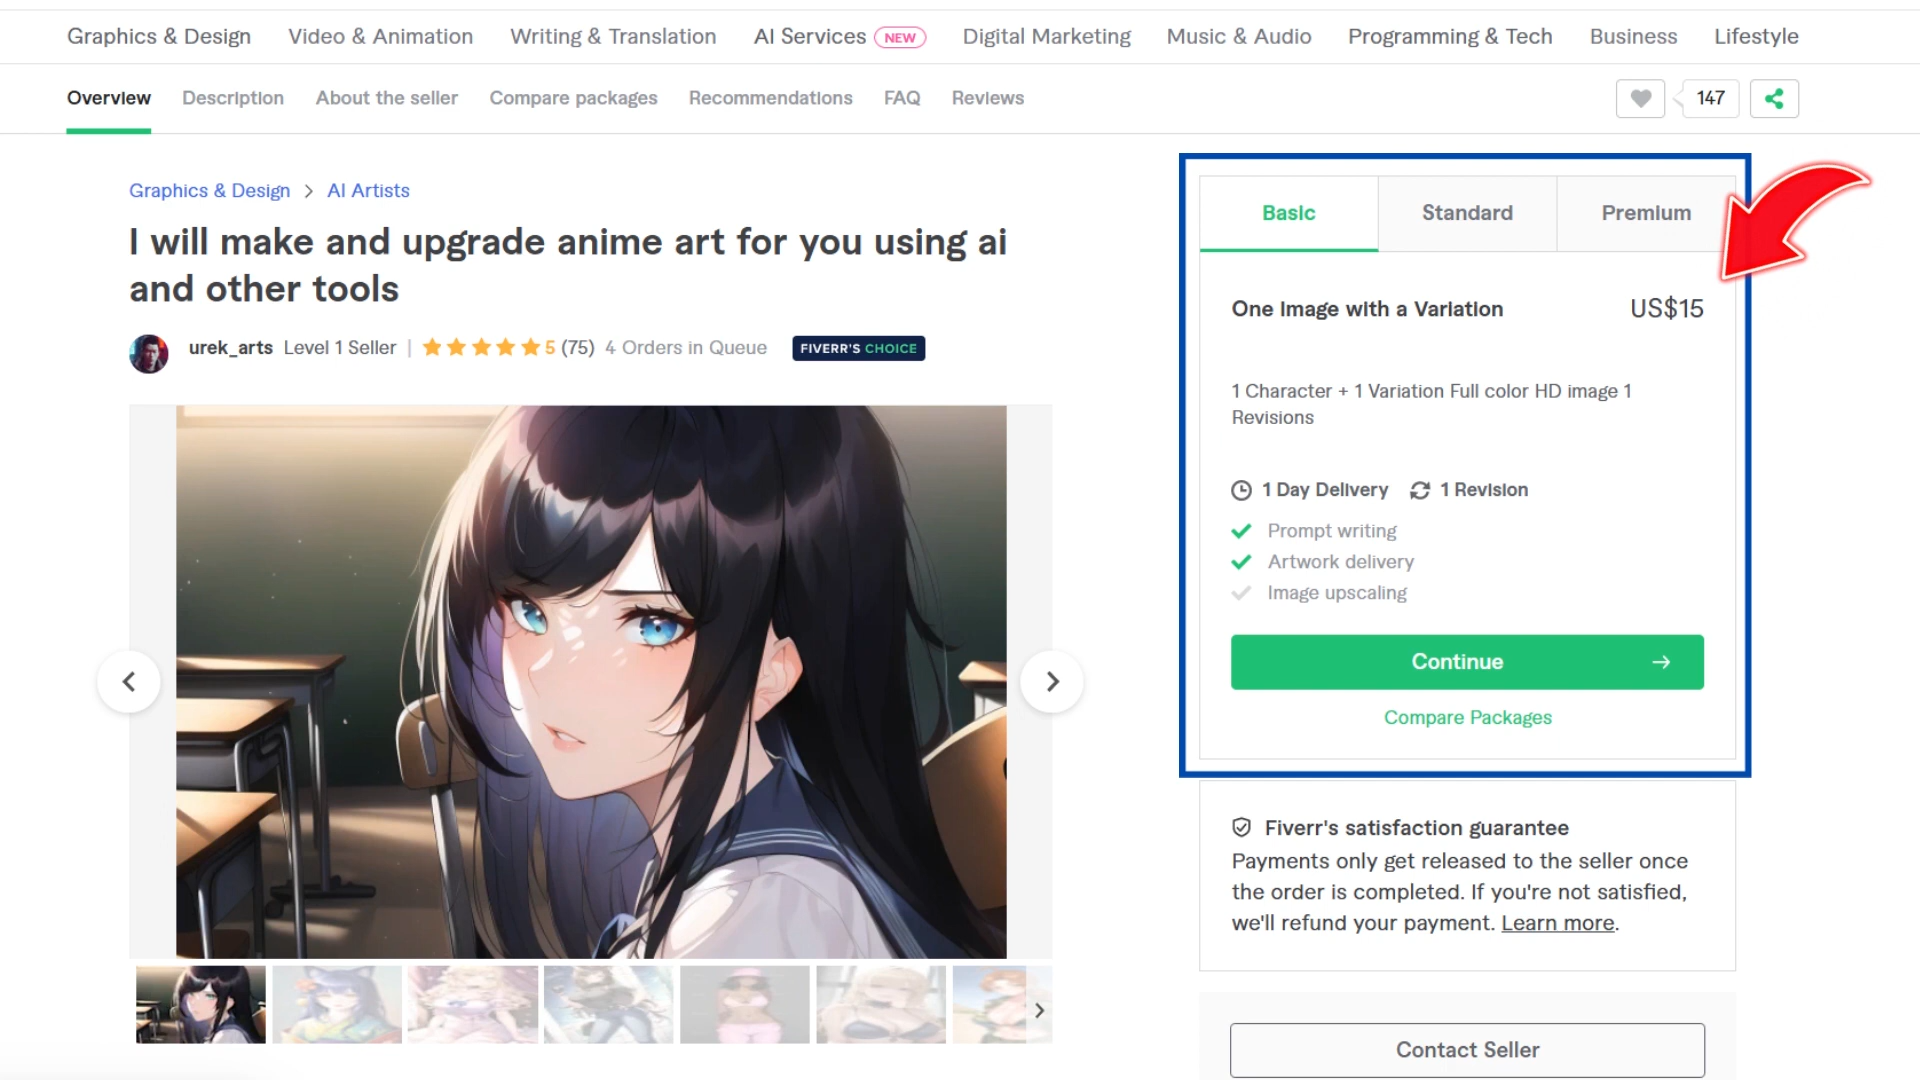 Graphics & Design Video & Animation Writing & Translation AI Services NEW Digital Marketing Music & Audio Programming & Tech Business Lifestyle
Overview Description About the seller Compare packages Recommendations FAQ Reviews 147
Graphics & Design > AI Artists
I will make and upgrade anime art for you using ai
and other tools
urek_arts Level 1 Seller | 5 (75) 4 Orders in Queue FIVERR'S CHOICE
Basic Standard Premium
One Image with a Variation US$15
1 Character + 1 Variation Full color HD image 1
Revisions
1 Day Delivery 1 Revision
Prompt writing
Artwork delivery
Image upscaling
Continue →
Compare Packages
Fiverr's satisfaction guarantee
Payments only get released to the seller once
the order is completed. If you're not satisfied,
we'll refund your payment. Learn more.
Contact Seller